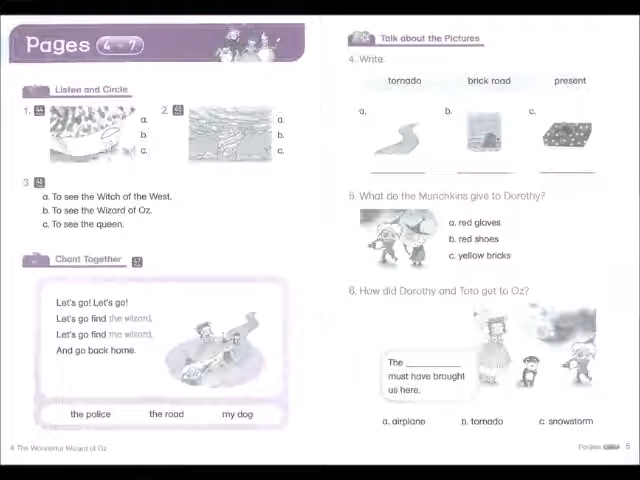 Pages 4 - 7
Listen and Circle
1. 44
a.
b.
c.
2. 45
a.
b.
c.
3.
a. To see the Witch of the West.
b. To see the Wizard of Oz.
c. To see the queen.
Chant Together
Let's go! Let's go!
Let's go find the wizard,
Let's go find the wizard,
And go back home.
the police the road my dog
4 The Wonderful Wizard of Oz
Talk about the Pictures
4. Write.
tornado brick road present
a. b. c.
5. What do the Munchkins give to Dorothy?
a. red gloves
b. red shoes
c. yellow bricks
6. How did Dorothy and Toto get to Oz?
The __________
must have brought
us here.
a. airplane b. tornado c. snowstorm
Pages 5